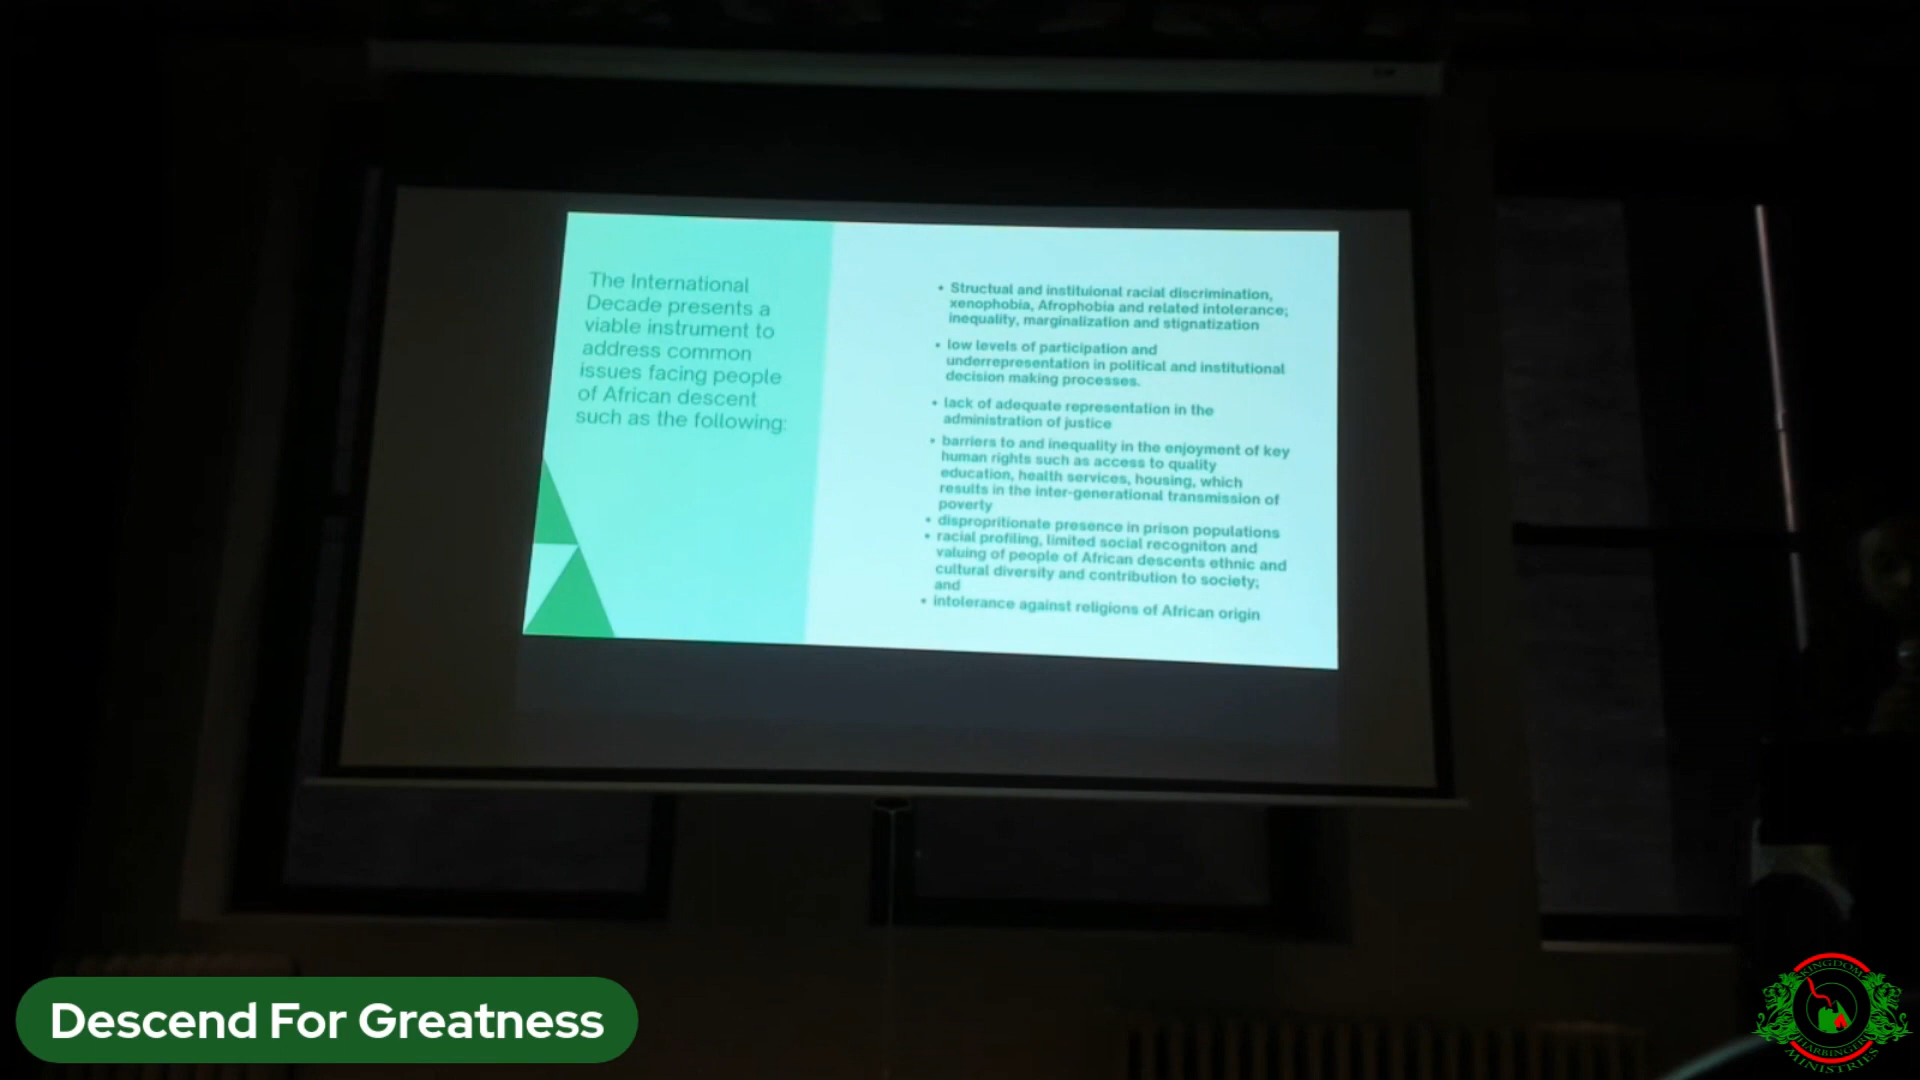 The International
Decade presents a
viable instrument to
address common
issues facing people
of African descent
such as the following:
• Structual and instituional racial discrimination,
xenophobia, Afrophobia and related intolerance;
inequality, marginalization and stignatization
• low levels of participation and
underrepresentation in political and institutional
decision making processes.
• lack of adequate representation in the
administration of justice
• barriers to and inequality in the enjoyment of key
human rights such as access to quality
education, health services, housing, which
results in the inter-generational transmission of
poverty
• dispropritionate presence in prison populations
• racial profiling, limited social recogniton and
valuing of people of African descents ethnic and
cultural diversity and contribution to society;
and
• intolerance against religions of African origin
Descend For Greatness
KINGDOM
HARBINGER
MINISTRIES